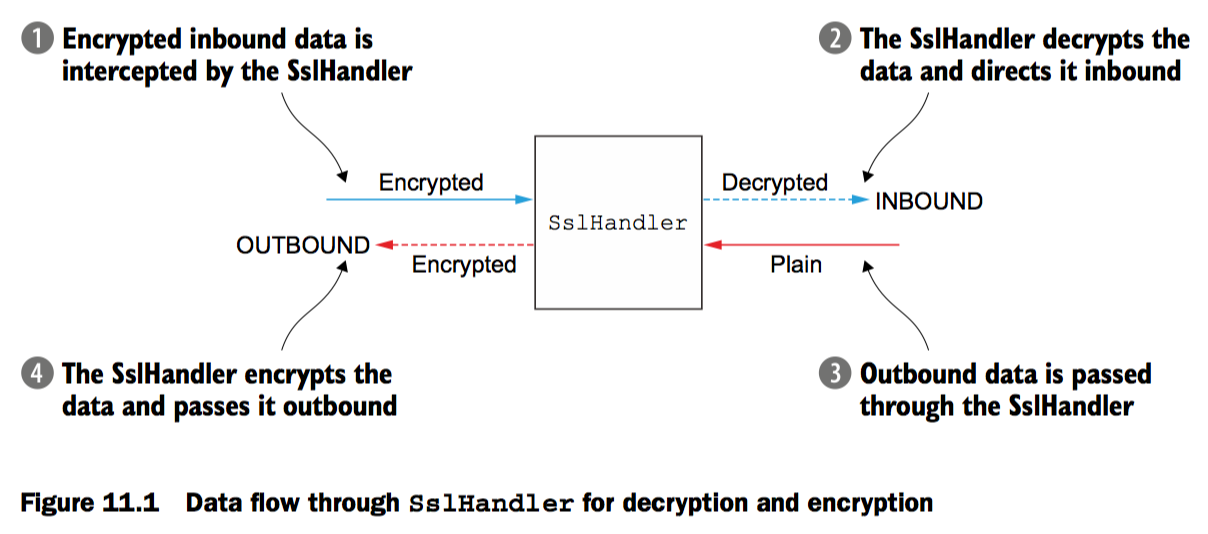 1 Encrypted inbound data is
intercepted by the SslHandler
2 The SslHandler decrypts the
data and directs it inbound
Encrypted
Decrypted
INBOUND
SslHandler
OUTBOUND
Encrypted
Plain
4 The SslHandler encrypts the
data and passes it outbound
3 Outbound data is passed
through the SslHandler
Figure 11.1 Data flow through SslHandler for decryption and encryption